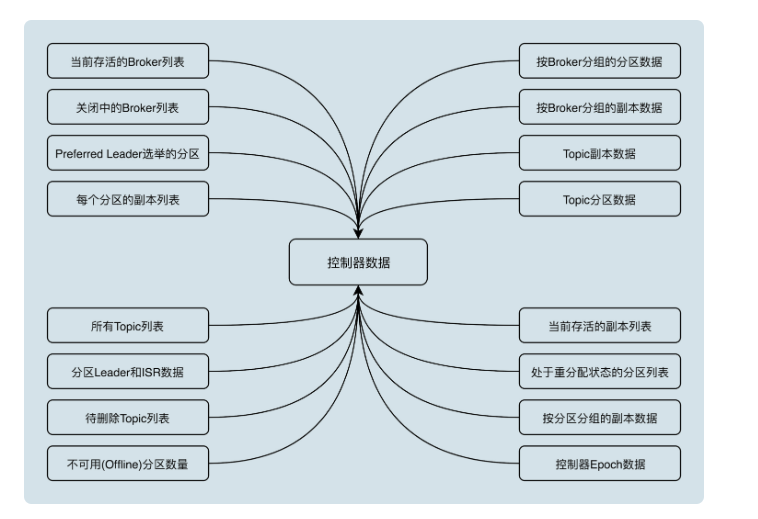 当前存活的Broker列表
关闭中的Broker列表
Preferred Leader选举的分区
每个分区的副本列表
按Broker分组的分区数据
按Broker分组的副本数据
Topic副本数据
Topic分区数据
控制器数据
所有Topic列表
分区Leader和ISR数据
待删除Topic列表
不可用(Offline)分区数量
当前存活的副本列表
处于重分配状态的分区列表
按分区分组的副本数据
控制器Epoch数据